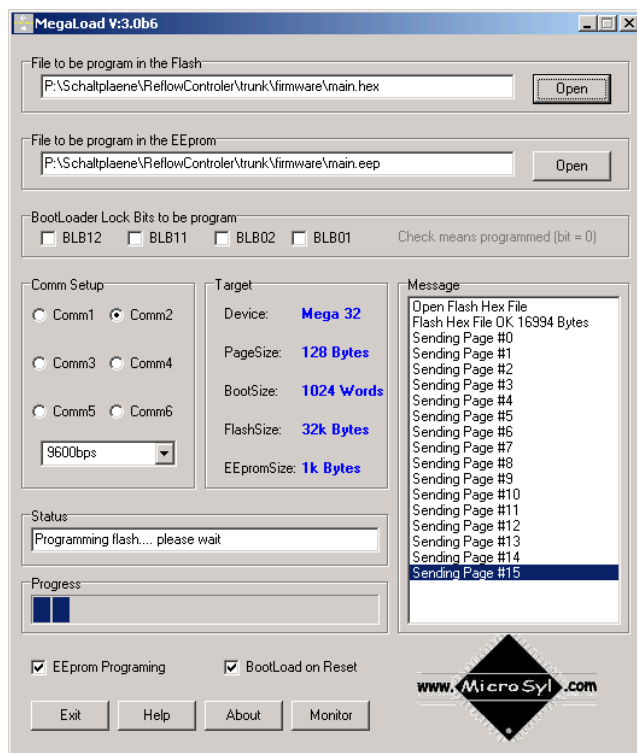 MegaLoad V:3.0b6
File to be program in the Flash
P:\Schaltplaene\ReflowControler\trunk\firmware\main.hex
Open
File to be program in the EEprom
P:\Schaltplaene\ReflowControler\trunk\firmware\main.eep
Open
BootLoader Lock Bits to be program
BLB12 BLB11 BLB02 BLB01 Check means programmed (bit = 0)
Comm Setup
Comm1 Comm2
Comm3 Comm4
Comm5 Comm6
9600bps
Target
Device: Mega 32
PageSize: 128 Bytes
BootSize: 1024 Words
FlashSize: 32k Bytes
EEpromSize: 1k Bytes
Message
Open Flash Hex File
Flash Hex File OK 16994 Bytes
Sending Page #0
Sending Page #1
Sending Page #2
Sending Page #3
Sending Page #4
Sending Page #5
Sending Page #6
Sending Page #7
Sending Page #8
Sending Page #9
Sending Page #10
Sending Page #11
Sending Page #12
Sending Page #13
Sending Page #14
Sending Page #15
Status
Programming flash.... please wait
Progress
EEprom Programing BootLoad on Reset
www.MicroSyl.com
Exit Help About Monitor